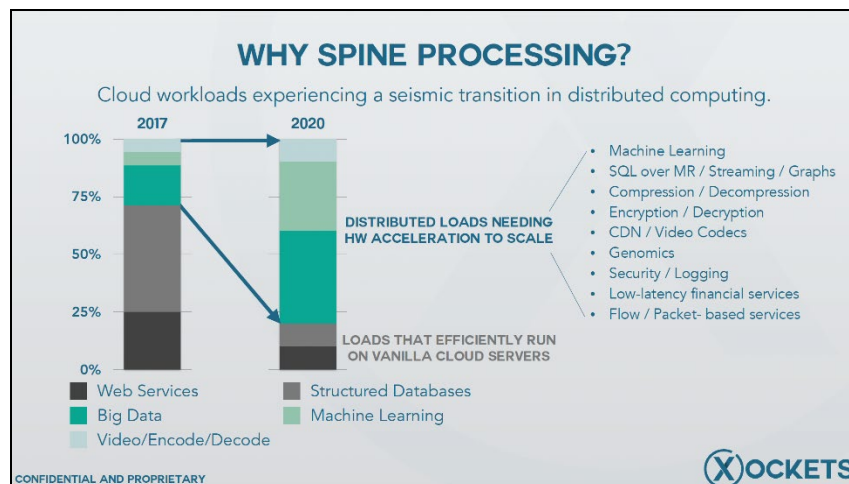 WHY SPINE PROCESSING?
Cloud workloads experiencing a seismic transition in distributed computing.
2017
2020
100%
75%
50%
25%
0%
DISTRIBUTED LOADS NEEDING
HW ACCELERATION TO SCALE
LOADS THAT EFFICIENTLY RUN
ON VANILLA CLOUD SERVERS
• Machine Learning
• SQL over MR / Streaming / Graphs
• Compression / Decompression
• Encryption / Decryption
• CDN / Video Codecs
• Genomics
• Security / Logging
• Low-latency financial services
• Flow / Packet- based services
Web Services
Structured Databases
Big Data
Machine Learning
Video/Encode/Decode
CONFIDENTIAL AND PROPRIETARY
XOCKETS